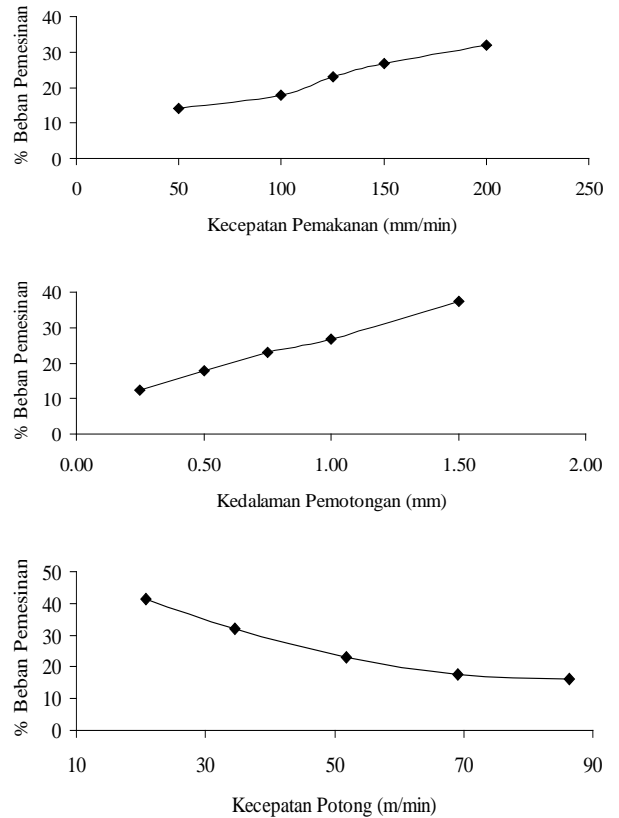 % Beban Pemesinan
40
30
20
10
0
0 50 100 150 200 250
Kecepatan Pemakanan (mm/min)
% Beban Pemesinan
40
30
20
10
0
0.00 0.50 1.00 1.50 2.00
Kedalaman Pemotongan (mm)
% Beban Pemesinan
50
40
30
20
10
0
10 30 50 70 90
Kecepatan Potong (m/min)